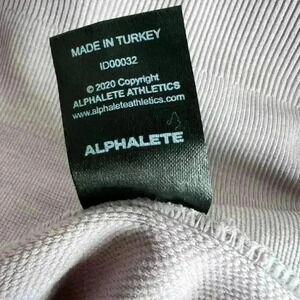 MADE IN TURKEY
ID00032
© 2020 Copyright
ALPHALETE ATHLETICS
www.alphaleteathletics.com
ALPHALETE